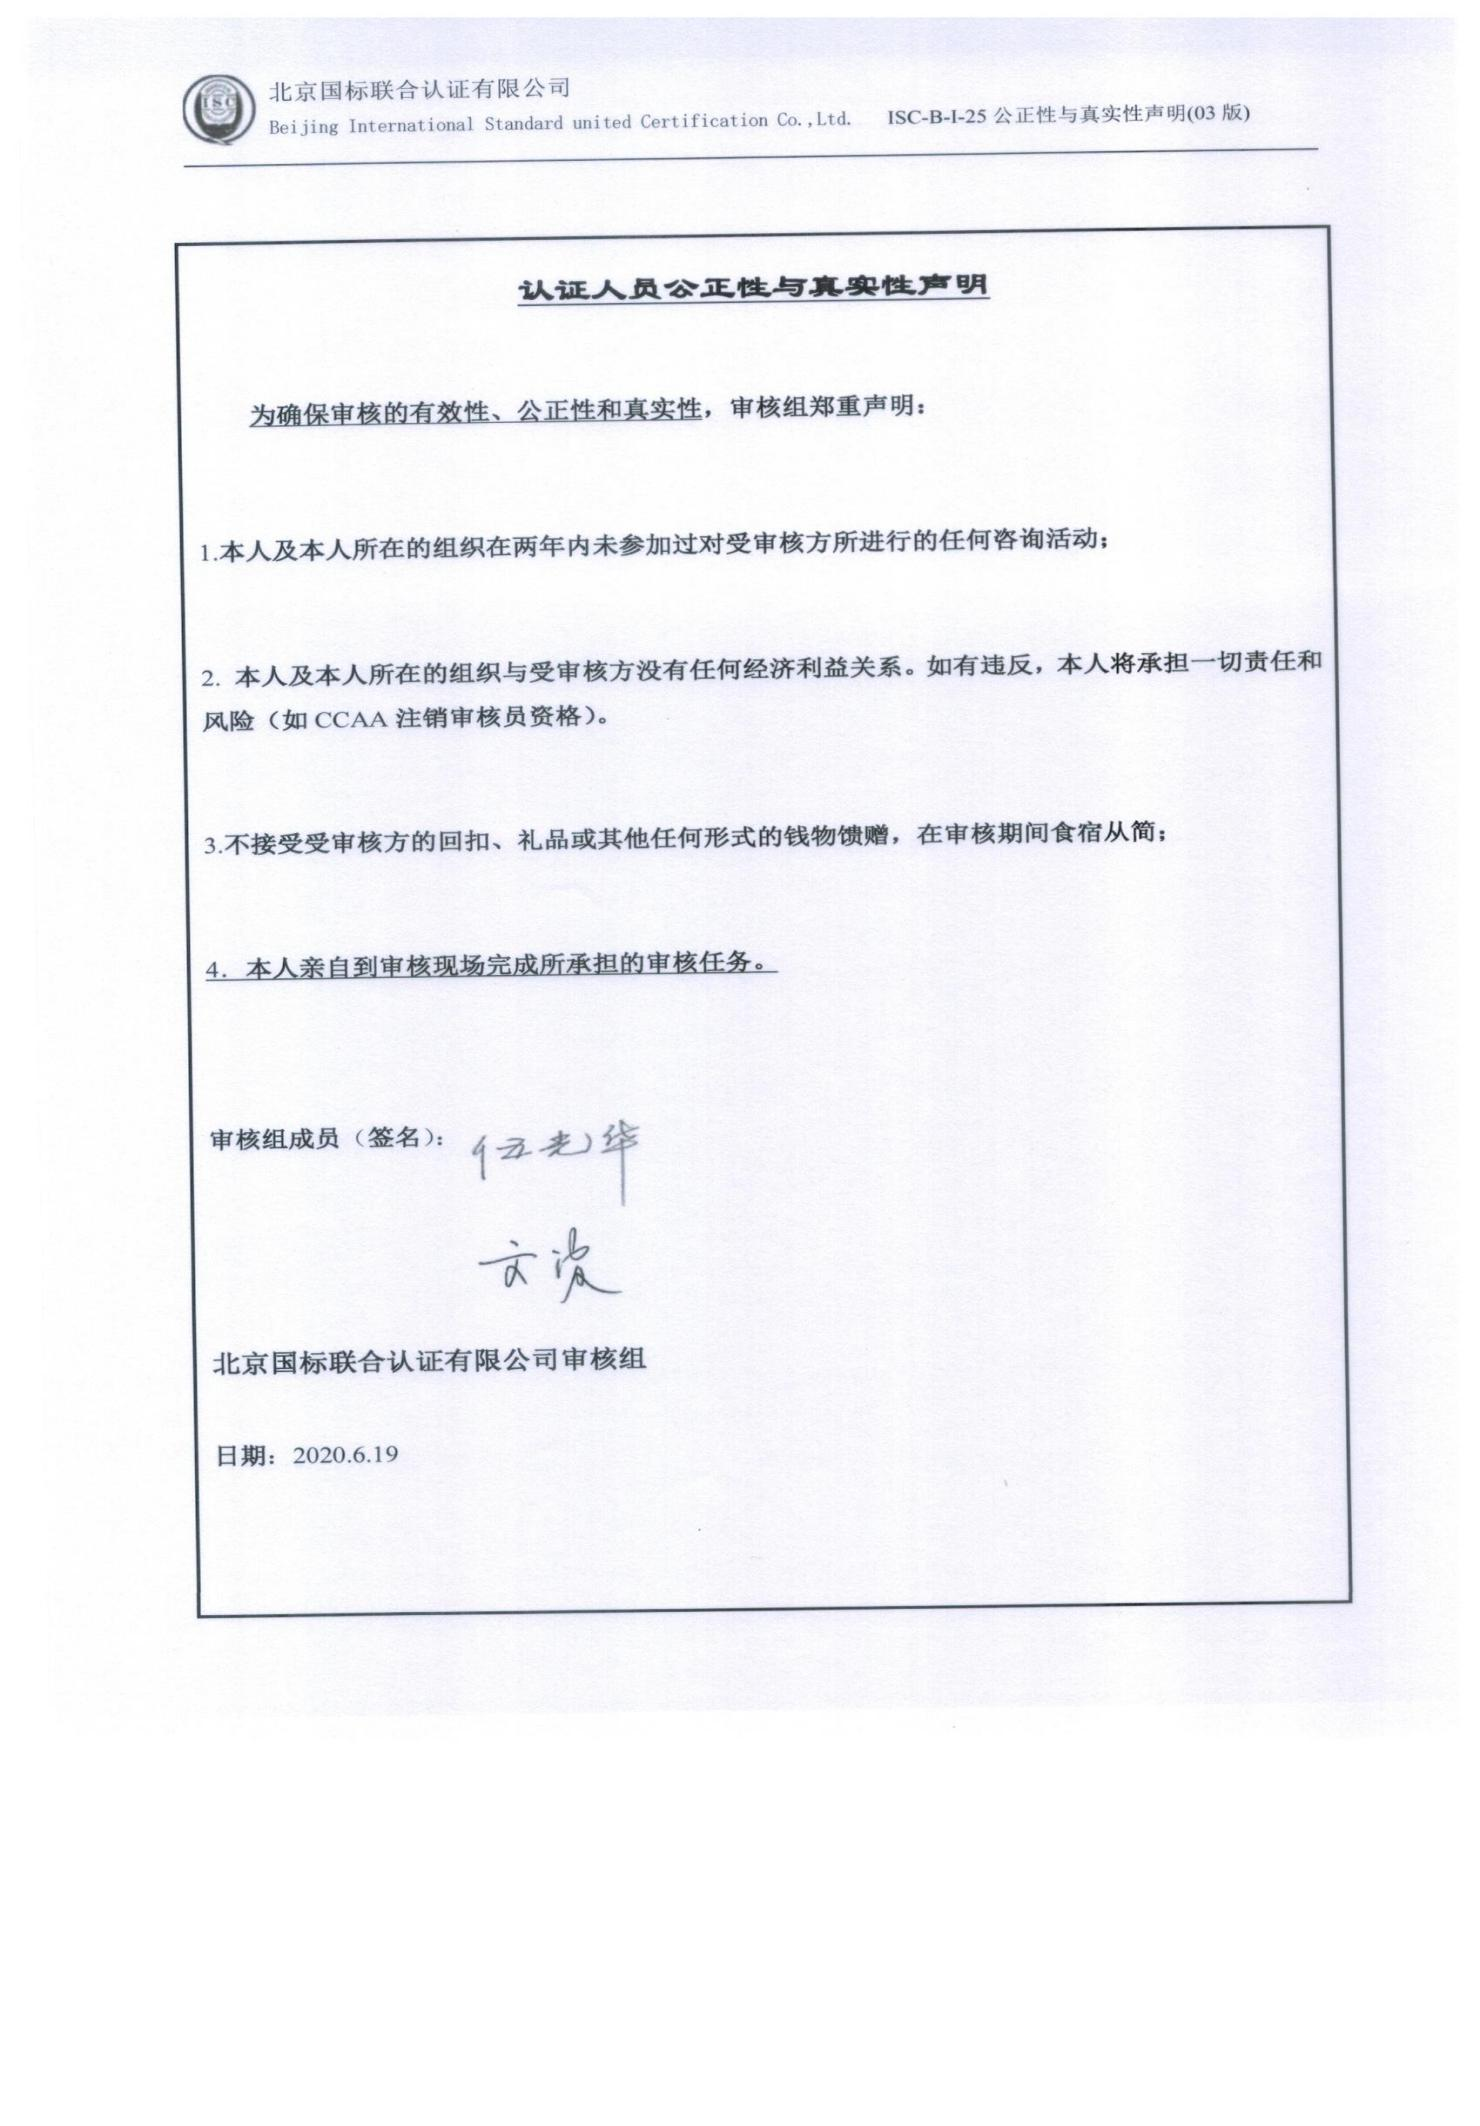 北京国标联合认证有限公司
Beijing International Standard united Certification Co.,Ltd. ISC-B-I-25 公正性与真实性声明(03 版)
ISC
认证人员公正性与真实性声明
为确保审核的有效性、公正性和真实性，审核组郑重声明：
1.本人及本人所在的组织在两年内未参加过对受审核方所进行的任何咨询活动；
2. 本人及本人所在的组织与受审核方没有任何经济利益关系。如有违反，本人将承担一切责任和
风险（如 CCAA 注销审核员资格）。
3.不接受受审核方的回扣、礼品或其他任何形式的钱物馈赠，在审核期间食宿从简；
4. 本人亲自到审核现场完成所承担的审核任务。
审核组成员（签名）： 伍光华
文波
北京国标联合认证有限公司审核组
日期：2020.6.19